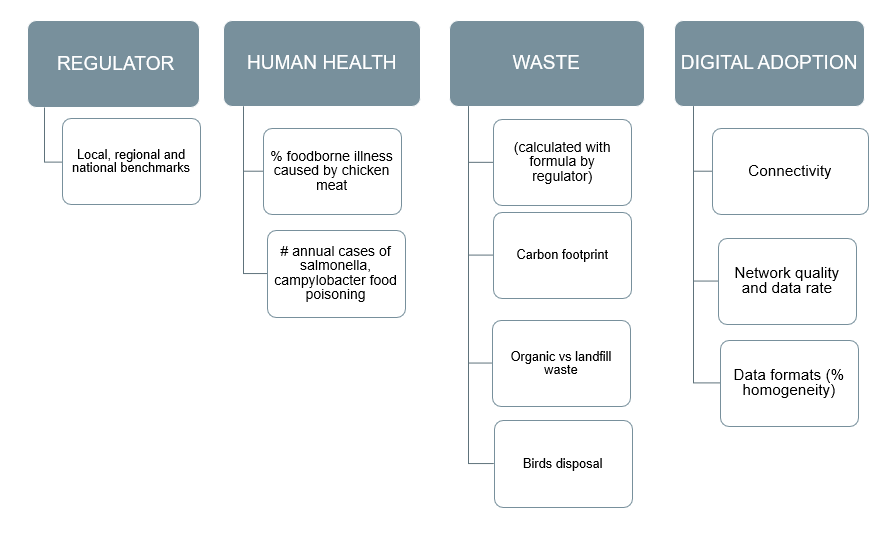 REGULATOR
Local, regional and
national benchmarks
HUMAN HEALTH
% foodborne illness
caused by chicken
meat
# annual cases of
salmonella,
campylobacter food
poisoning
WASTE
(calculated with
formula by
regulator)
Carbon footprint
Organic vs landfill
waste
Birds disposal
DIGITAL ADOPTION
Connectivity
Network quality
and data rate
Data formats (%
homogeneity)